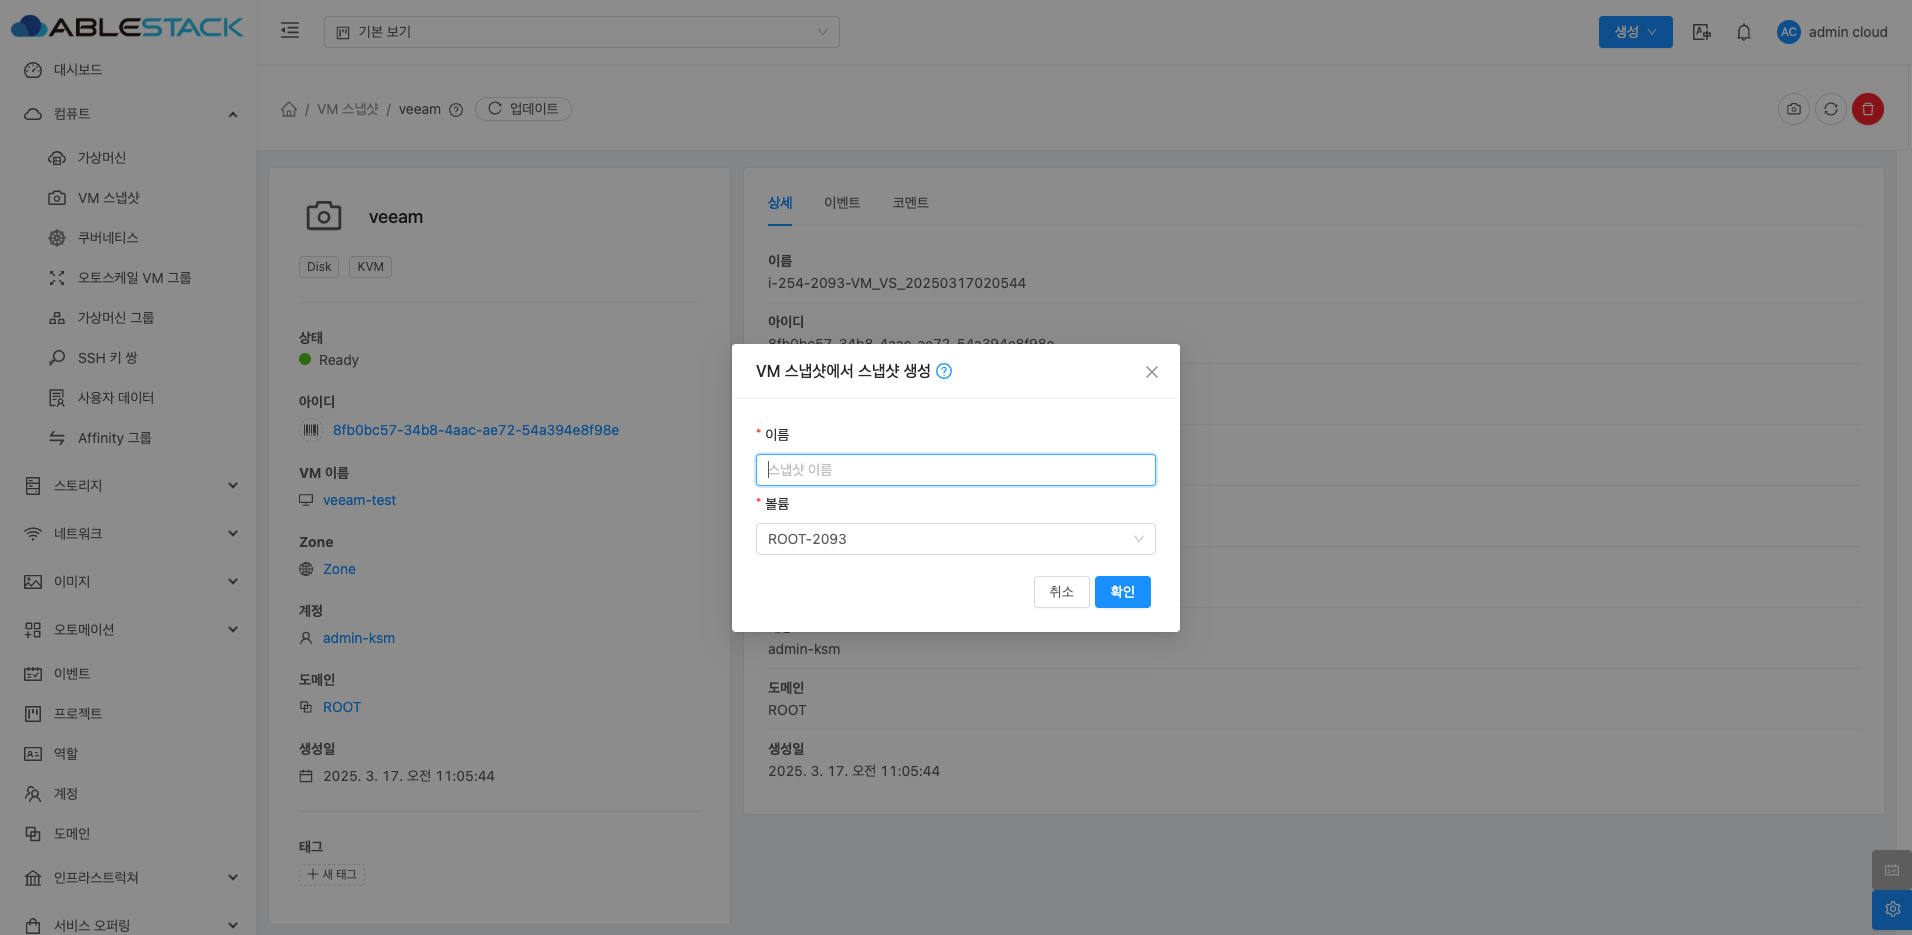 ABLESTACK
기본 보기
생성
AC
admin cloud
대시보드
컴퓨트
가상머신
VM 스냅샷
쿠버네티스
오토스케일 VM 그룹
가상머신 그룹
SSH 키 쌍
사용자 데이터
Affinity 그룹
스토리지
네트워크
이미지
오토메이션
이벤트
프로젝트
역할
계정
도메인
인프라스트럭쳐
서비스 오퍼링
/ VM 스냅샷 / veeam
업데이트
veeam
Disk
KVM
상태
Ready
아이디
8fb0bc57-34b8-4aac-ae72-54a394e8f98e
VM 이름
veeam-test
Zone
Zone
계정
admin-ksm
도메인
ROOT
생성일
2025. 3. 17. 오전 11:05:44
태그
새 태그
상세
이벤트
코멘트
이름
i-254-2093-VM_VS_20250317020544
아이디
8fb0bc57-34b8-4aac-ae72-54a394e8f98e
VM 스냅샷에서 스냅샷 생성
* 이름
스냅샷 이름
* 볼륨
ROOT-2093
취소
확인
admin-ksm
도메인
ROOT
생성일
2025. 3. 17. 오전 11:05:44